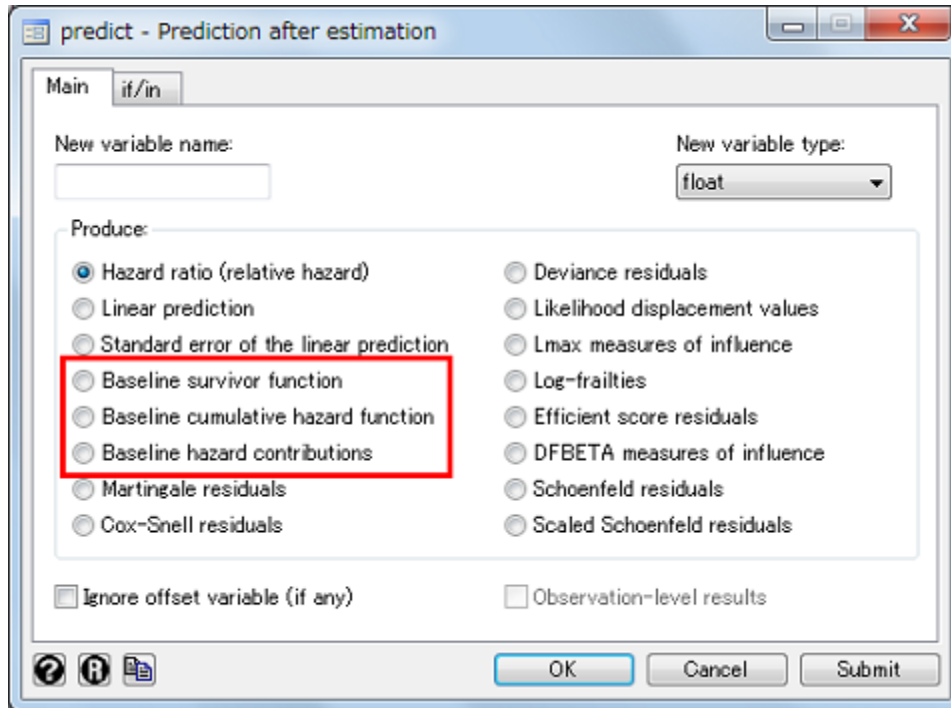 predict - Prediction after estimation
Main
if/in
New variable name:
New variable type:
float
Produce:
Hazard ratio (relative hazard)
Linear prediction
Standard error of the linear prediction
Baseline survivor function
Baseline cumulative hazard function
Baseline hazard contributions
Martingale residuals
Cox-Snell residuals
Deviance residuals
Likelihood displacement values
Lmax measures of influence
Log-frailties
Efficient score residuals
DFBETA measures of influence
Schoenfeld residuals
Scaled Schoenfeld residuals
Ignore offset variable (if any)
Observation-level results
? R
OK
Cancel
Submit